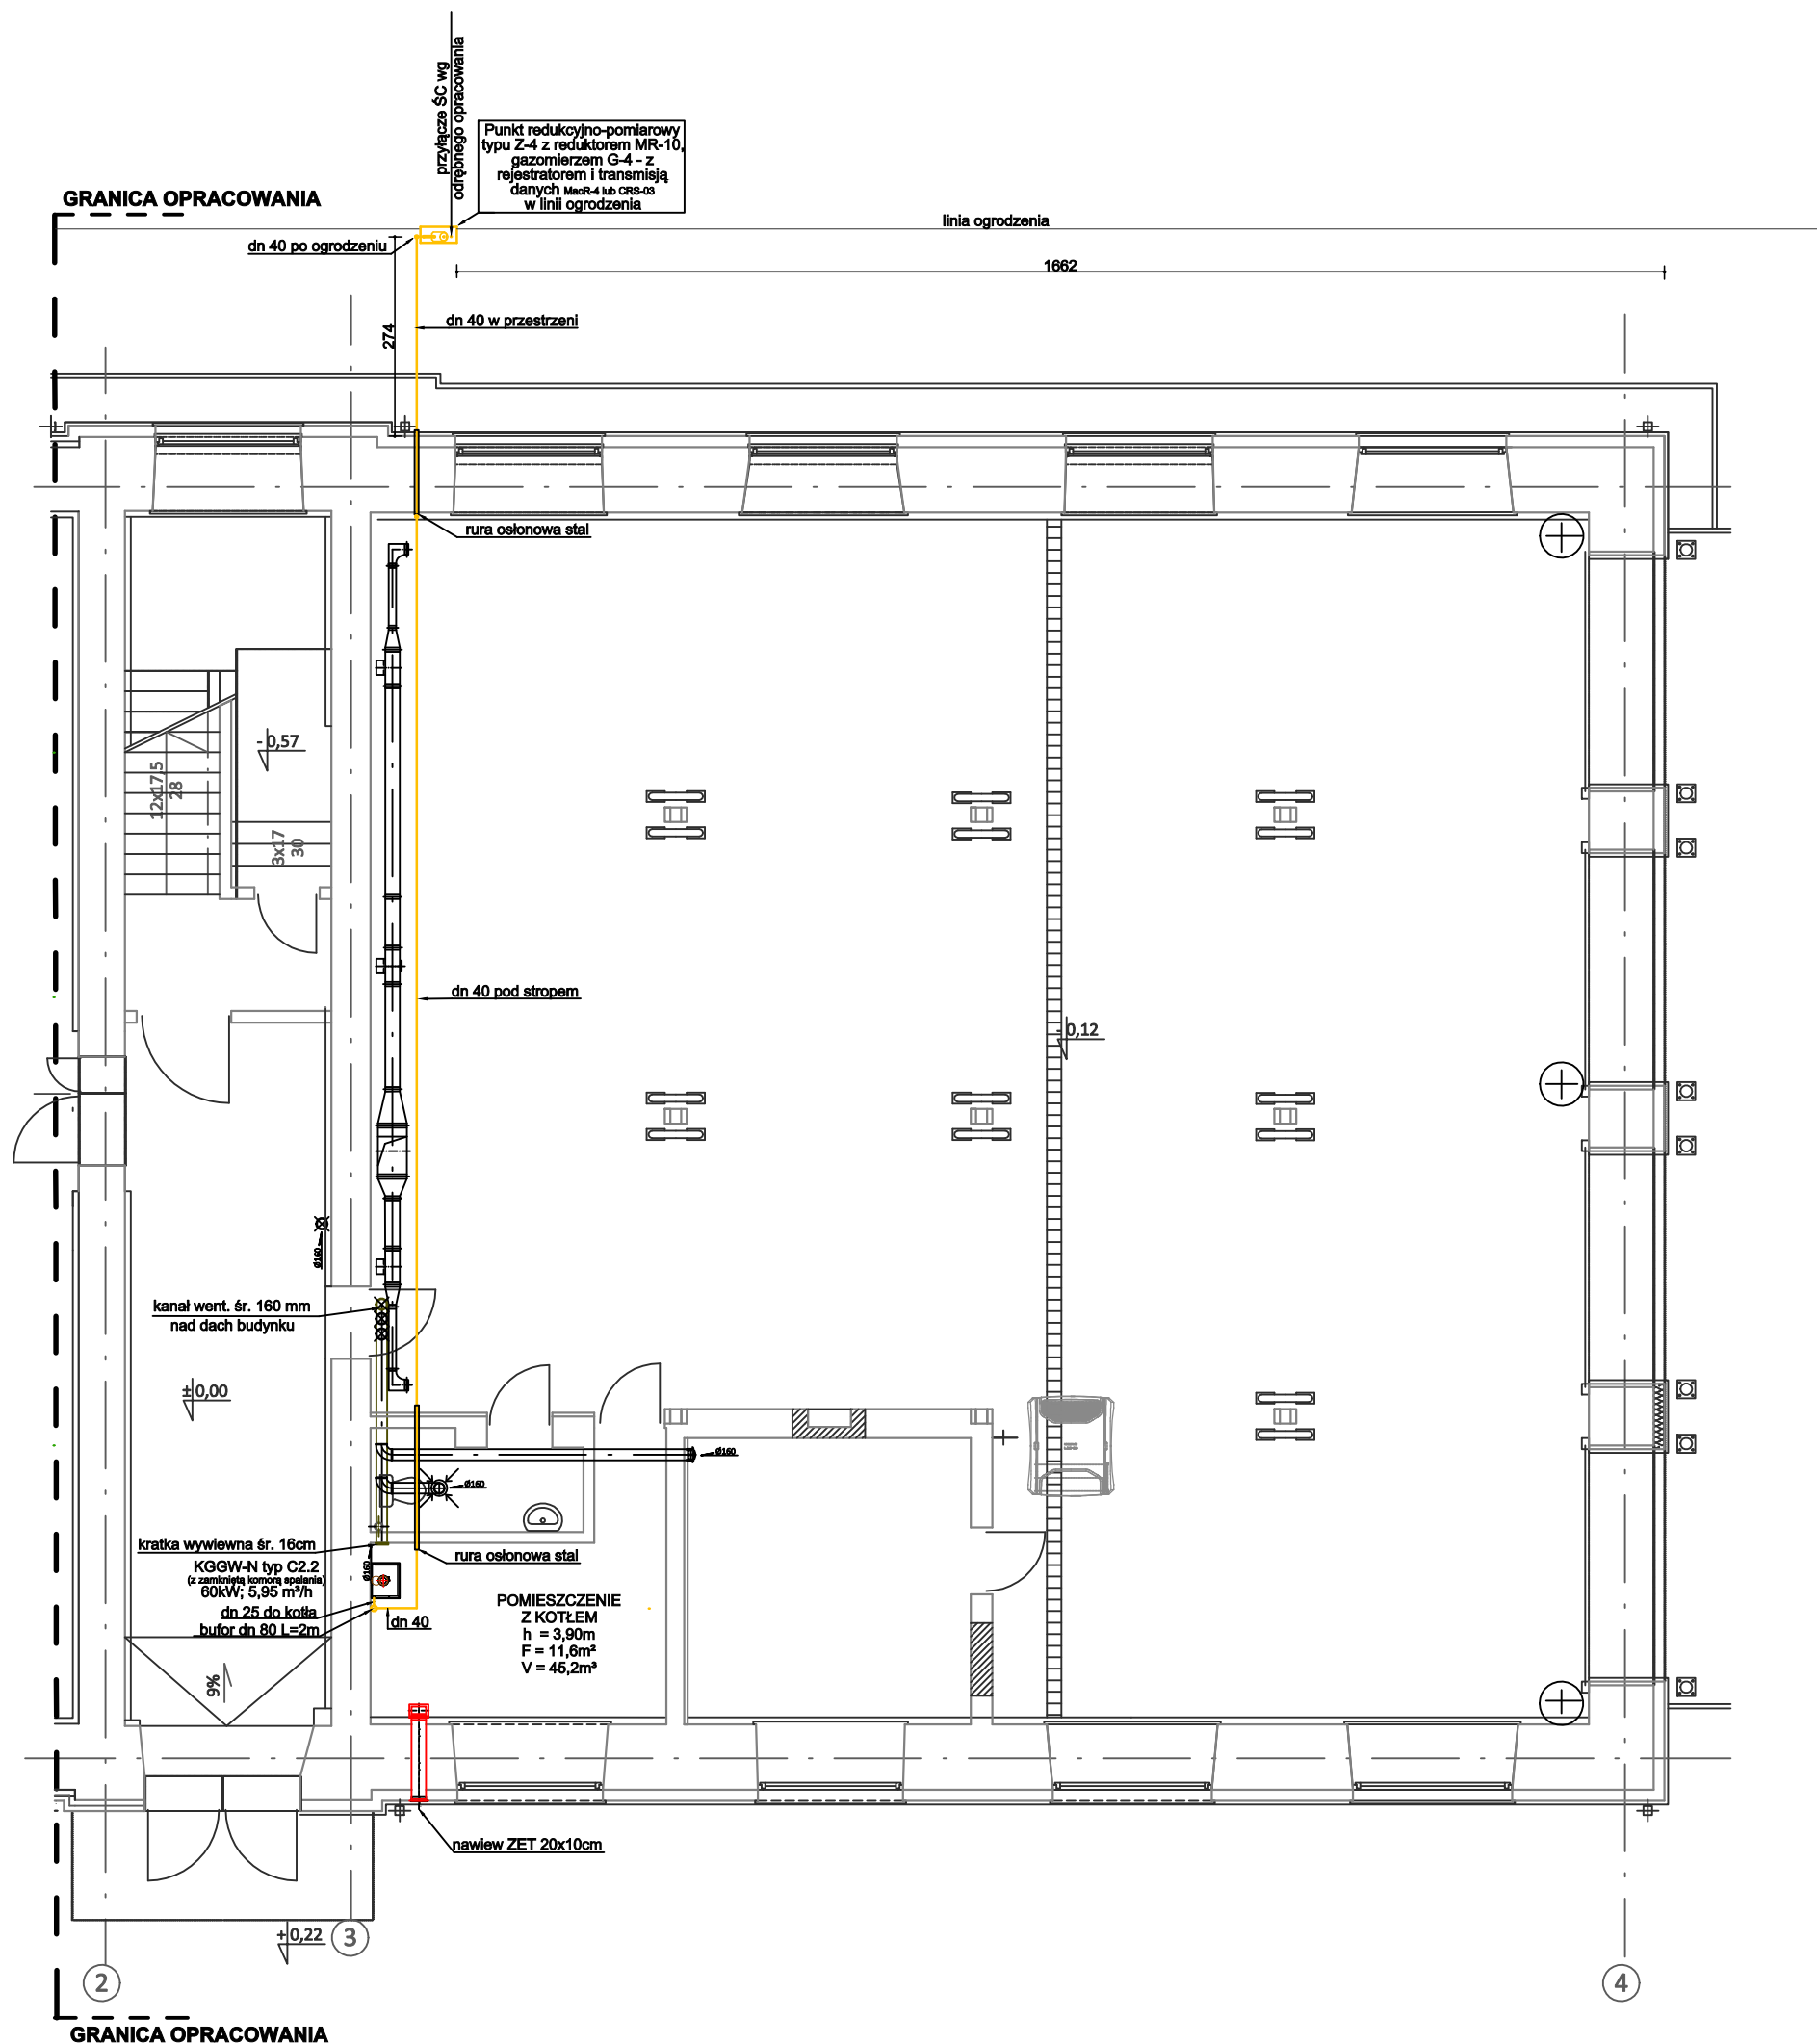 przyłącze ŚC wg
odrębnego opracowania
Punkt redukcyjno-pomiarowy
typu Z-4 z reduktorem MR-10,
gazomierzem G-4 - z
rejestratorem i transmisją
danych MacR-4 lub CRS-03
w linii ogrodzenia
GRANICA OPRACOWANIA
linia ogrodzenia
dn 40 po ogrodzeniu
1662
dn 40 w przestrzeni
274
rura osłonowa stal
- 0,57
12x17,5
28
3x17
30
dn 40 pod stropem
- 0,12
Ø160
kanał went. śr. 160 mm
nad dach budynku
± 0,00
Ø160
Ø160
kratka wywiewna śr. 16cm
rura osłonowa stal
KGGW-N typ C2.2
(z zamkniętą komorą spalania)
60kW; 5,95 m³/h
Ø160
dn 25 do kotła
bufor dn 80 L=2m
dn 40
POMIESZCZENIE
Z KOTŁEM
h = 3,90m
F = 11,6m²
V = 45,2m³
9%
nawiew ZET 20x10cm
+ 0,22
3
2
4
GRANICA OPRACOWANIA